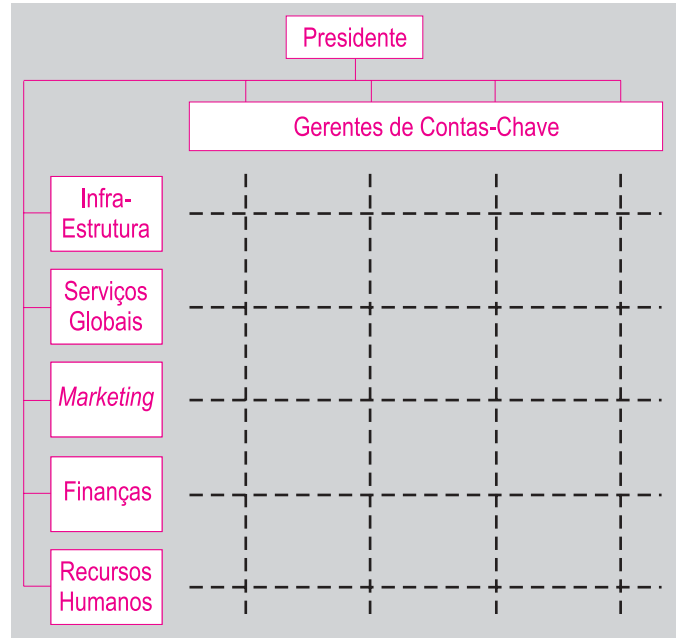 Presidente
Gerentes de Contas-Chave
Infra-
Estrutura
Serviços
Globais
Marketing
Finanças
Recursos
Humanos